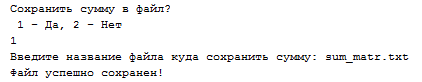 Сохранить сумму в файл?
1 - Да, 2 - Нет
1
Введите название файла куда сохранить сумму: sum_matr.txt
Файл успешно сохранен!